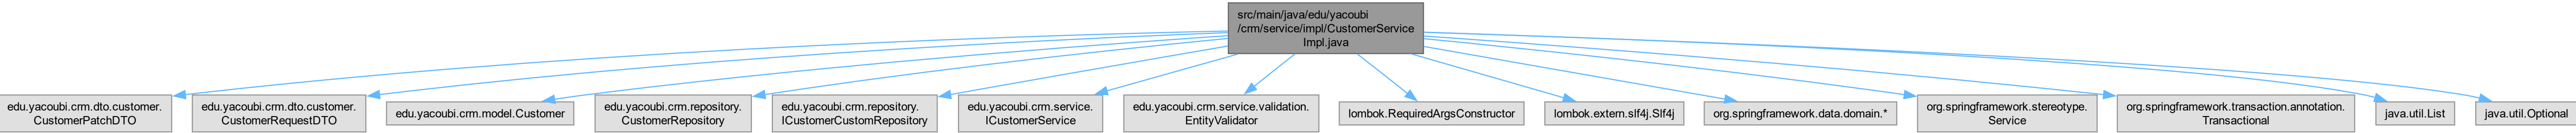 src/main/java/edu/yacoubi
/crm/service/impl/CustomerService
Impl.java
edu.yacoubi.crm.dto.customer.
CustomerPatchDTO
edu.yacoubi.crm.dto.customer.
CustomerRequestDTO
edu.yacoubi.crm.model.Customer
edu.yacoubi.crm.repository.
CustomerRepository
edu.yacoubi.crm.repository.
ICustomerCustomRepository
edu.yacoubi.crm.service.
ICustomerService
edu.yacoubi.crm.service.validation.
EntityValidator
lombok.RequiredArgsConstructor
lombok.extern.slf4j.Slf4j
org.springframework.data.domain.*
org.springframework.stereotype.
Service
org.springframework.transaction.annotation.
Transactional
java.util.List
java.util.Optional